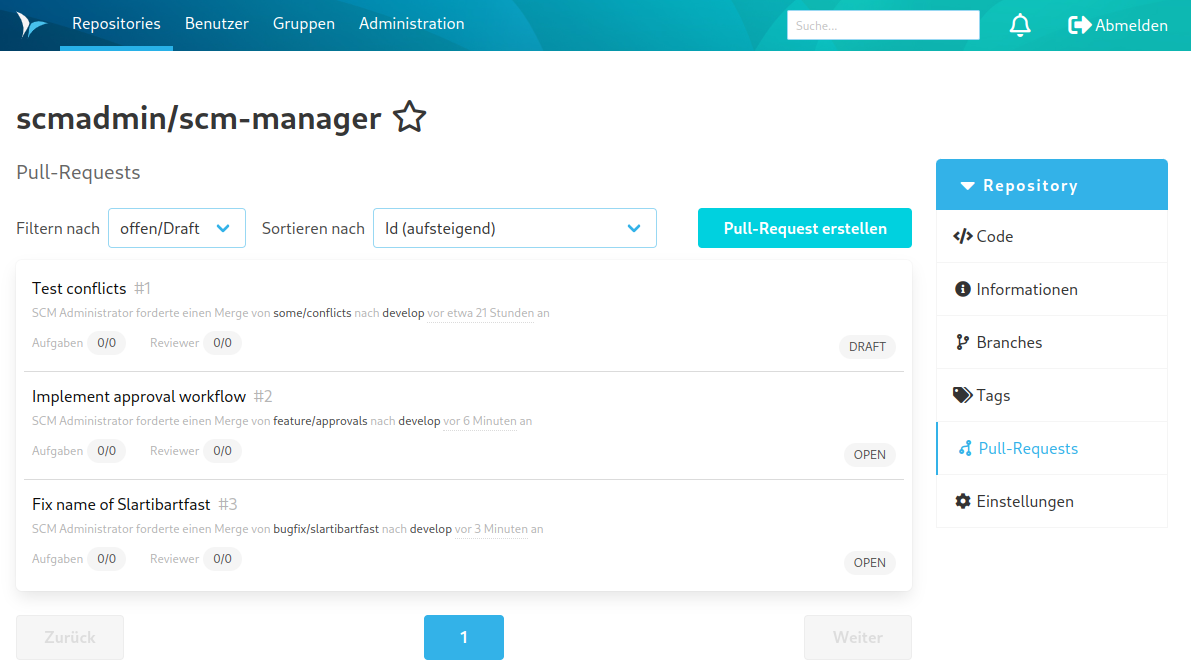 Repositories Benutzer Gruppen Administration Suche... Abmelden
scmadmin/scm-manager
Pull-Requests
Filtern nach offen/Draft Sortieren nach Id (aufsteigend) Pull-Request erstellen
Test conflicts #1
SCM Administrator forderte einen Merge von some/conflicts nach develop vor etwa 21 Stunden an
Aufgaben 0/0 Reviewer 0/0 DRAFT
Implement approval workflow #2
SCM Administrator forderte einen Merge von feature/approvals nach develop vor 6 Minuten an
Aufgaben 0/0 Reviewer 0/0 OPEN
Fix name of Slartibartfast #3
SCM Administrator forderte einen Merge von bugfix/slartibartfast nach develop vor 3 Minuten an
Aufgaben 0/0 Reviewer 0/0 OPEN
Zurück 1 Weiter
Repository
Code
Informationen
Branches
Tags
Pull-Requests
Einstellungen